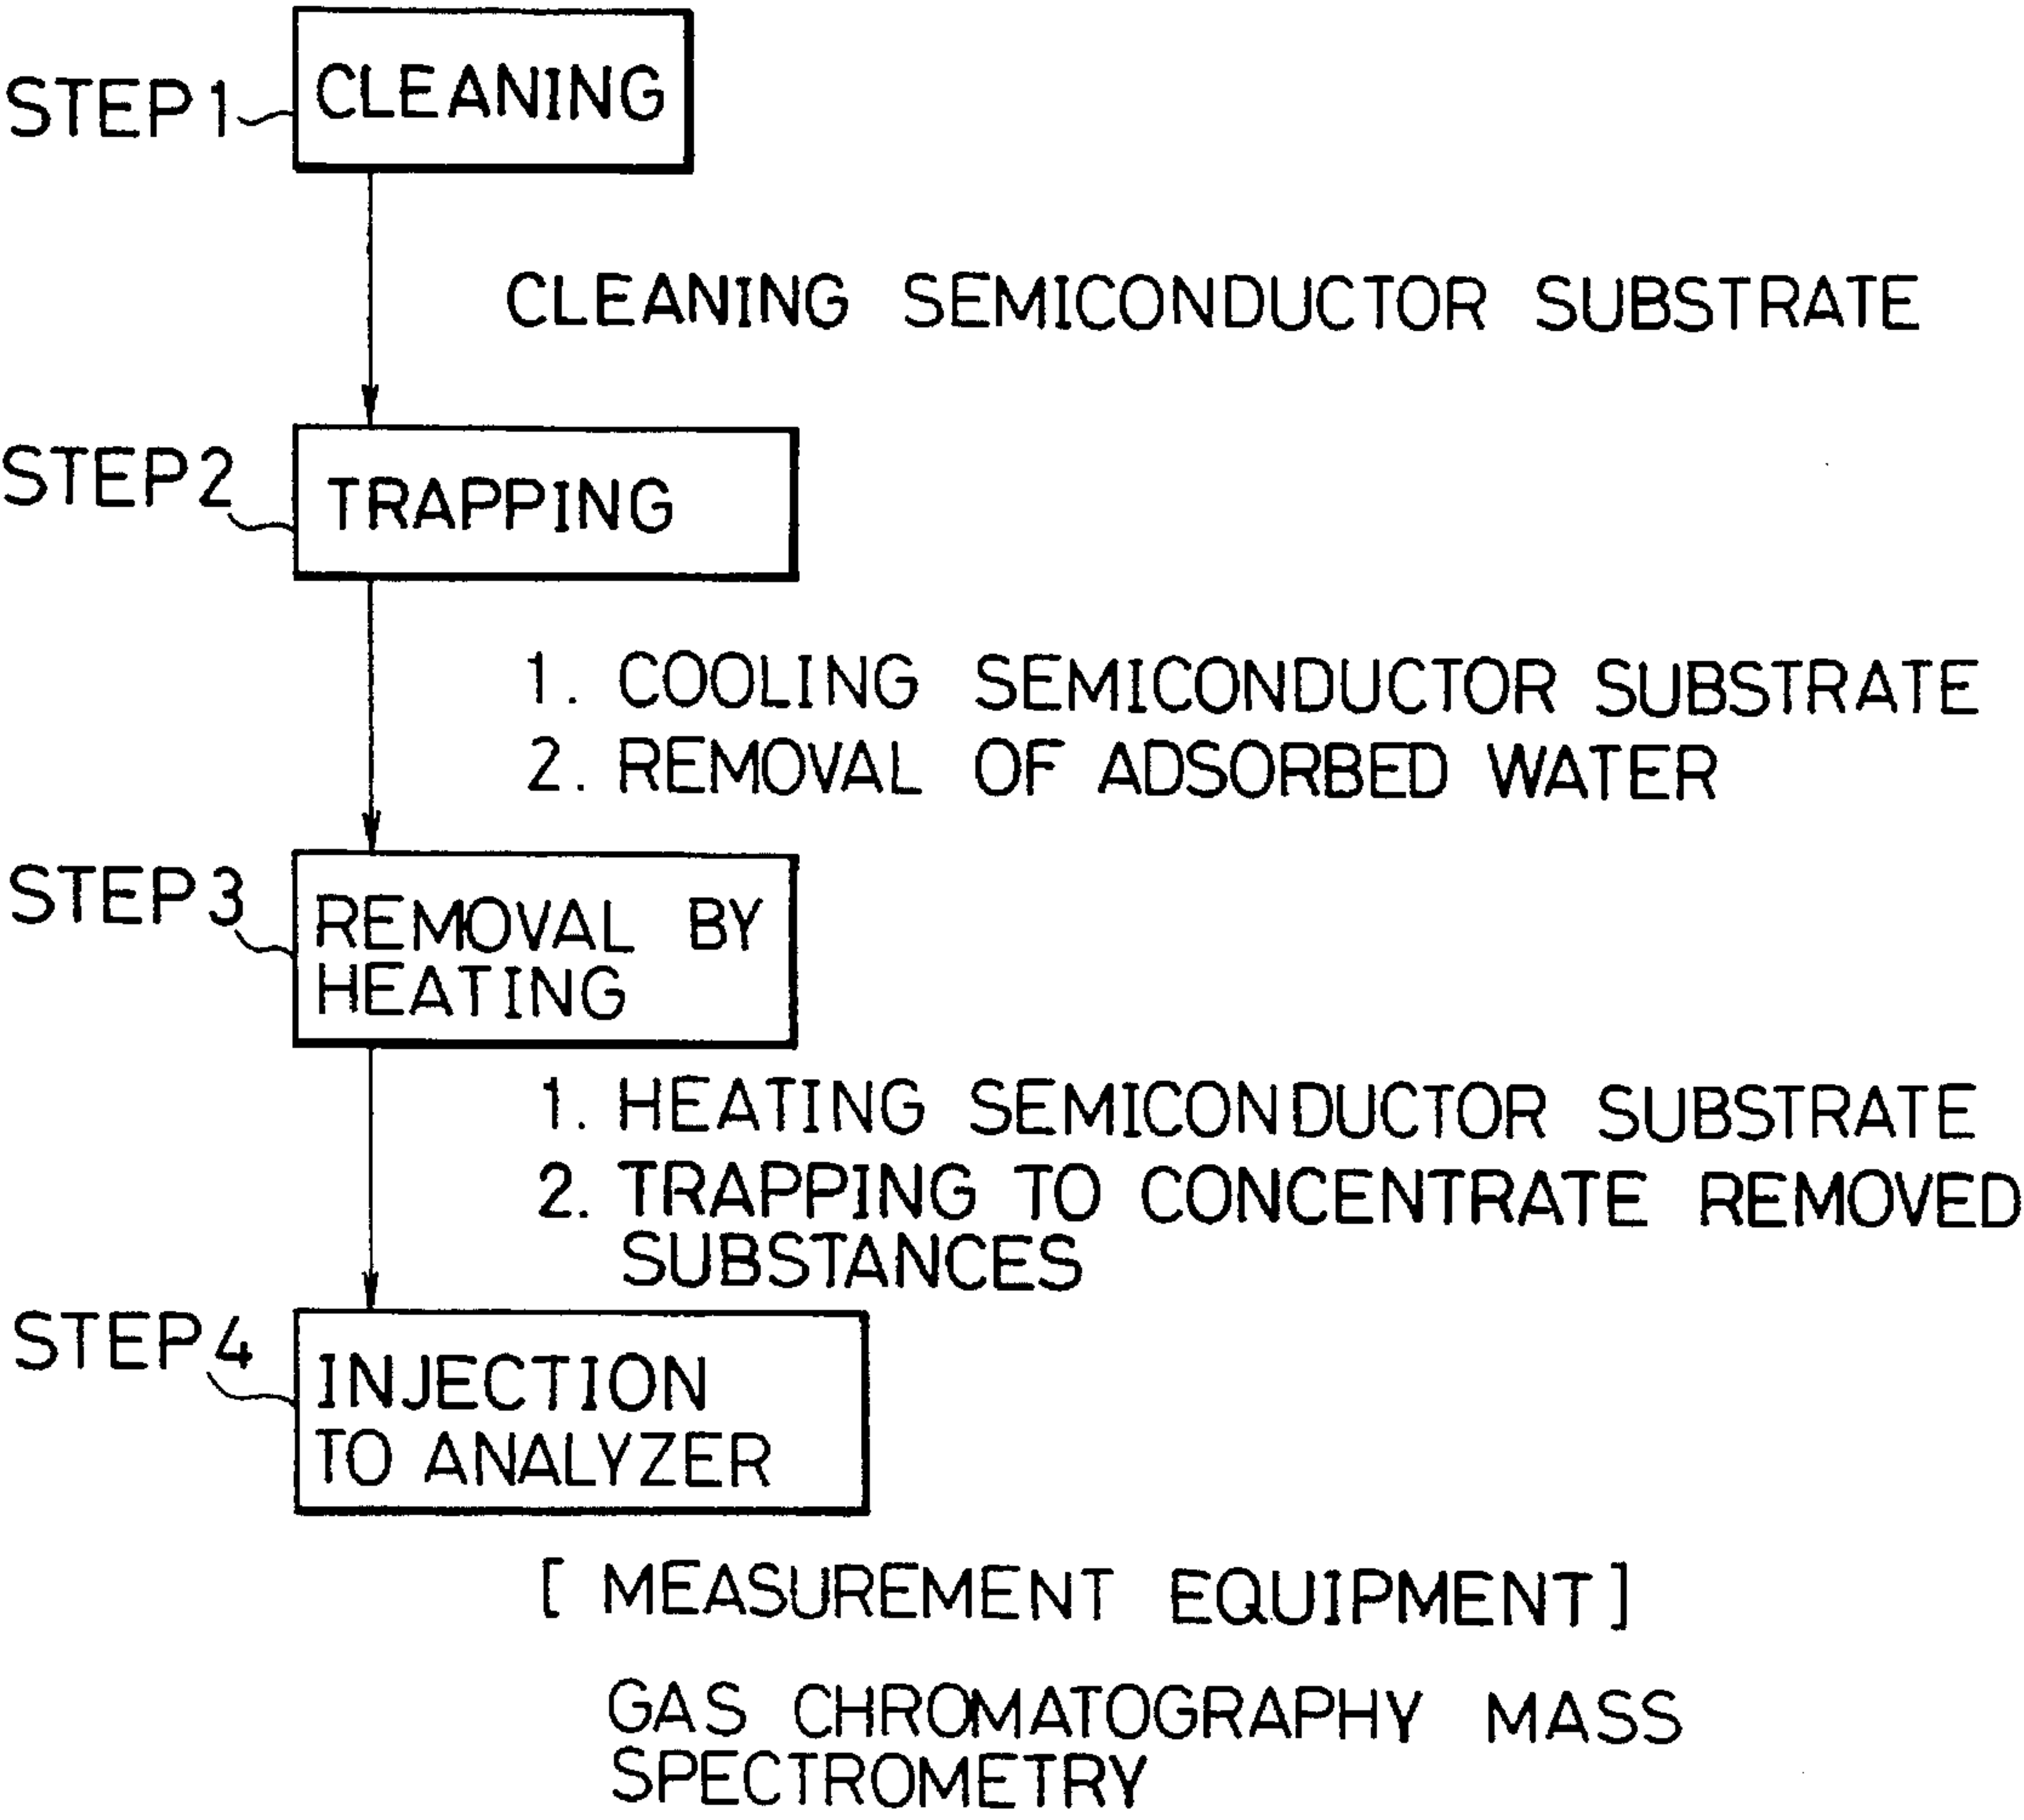 STEP 1
CLEANING
CLEANING SEMICONDUCTOR SUBSTRATE
STEP 2
TRAPPING
1. COOLING SEMICONDUCTOR SUBSTRATE
2. REMOVAL OF ADSORBED WATER
STEP 3
REMOVAL BY
HEATING
1. HEATING SEMICONDUCTOR SUBSTRATE
2. TRAPPING TO CONCENTRATE REMOVED
SUBSTANCES
STEP 4
INJECTION
TO ANALYZER
[ MEASUREMENT EQUIPMENT ]
GAS CHROMATOGRAPHY MASS
SPECTROMETRY